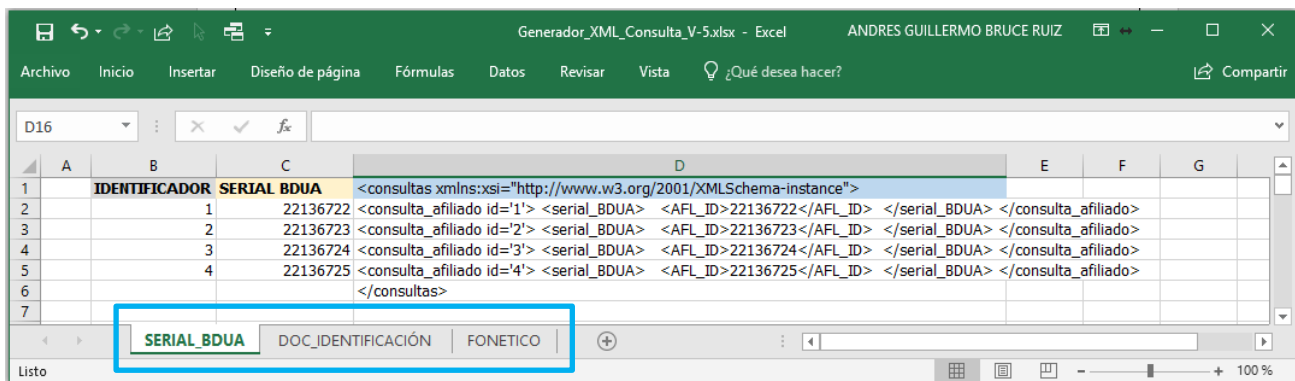 Generador_XML_Consulta_V-5.xlsx - Excel ANDRES GUILLERMO BRUCE RUIZ
Archivo Inicio Insertar Diseño de página Fórmulas Datos Revisar Vista ¿Qué desea hacer? Compartir
D16 fx
A B C D E F G
1 IDENTIFICADOR SERIAL BDUA <consultas xmlns:xsi="http://www.w3.org/2001/XMLSchema-instance">
2 1 22136722 <consulta_afiliado id='1'> <serial_BDUA> <AFL_ID>22136722</AFL_ID> </serial_BDUA> </consulta_afiliado>
3 2 22136723 <consulta_afiliado id='2'> <serial_BDUA> <AFL_ID>22136723</AFL_ID> </serial_BDUA> </consulta_afiliado>
4 3 22136724 <consulta_afiliado id='3'> <serial_BDUA> <AFL_ID>22136724</AFL_ID> </serial_BDUA> </consulta_afiliado>
5 4 22136725 <consulta_afiliado id='4'> <serial_BDUA> <AFL_ID>22136725</AFL_ID> </serial_BDUA> </consulta_afiliado>
6 </consultas>
7
SERIAL_BDUA DOC_IDENTIFICACIÓN FONETICO
Listo 100 %